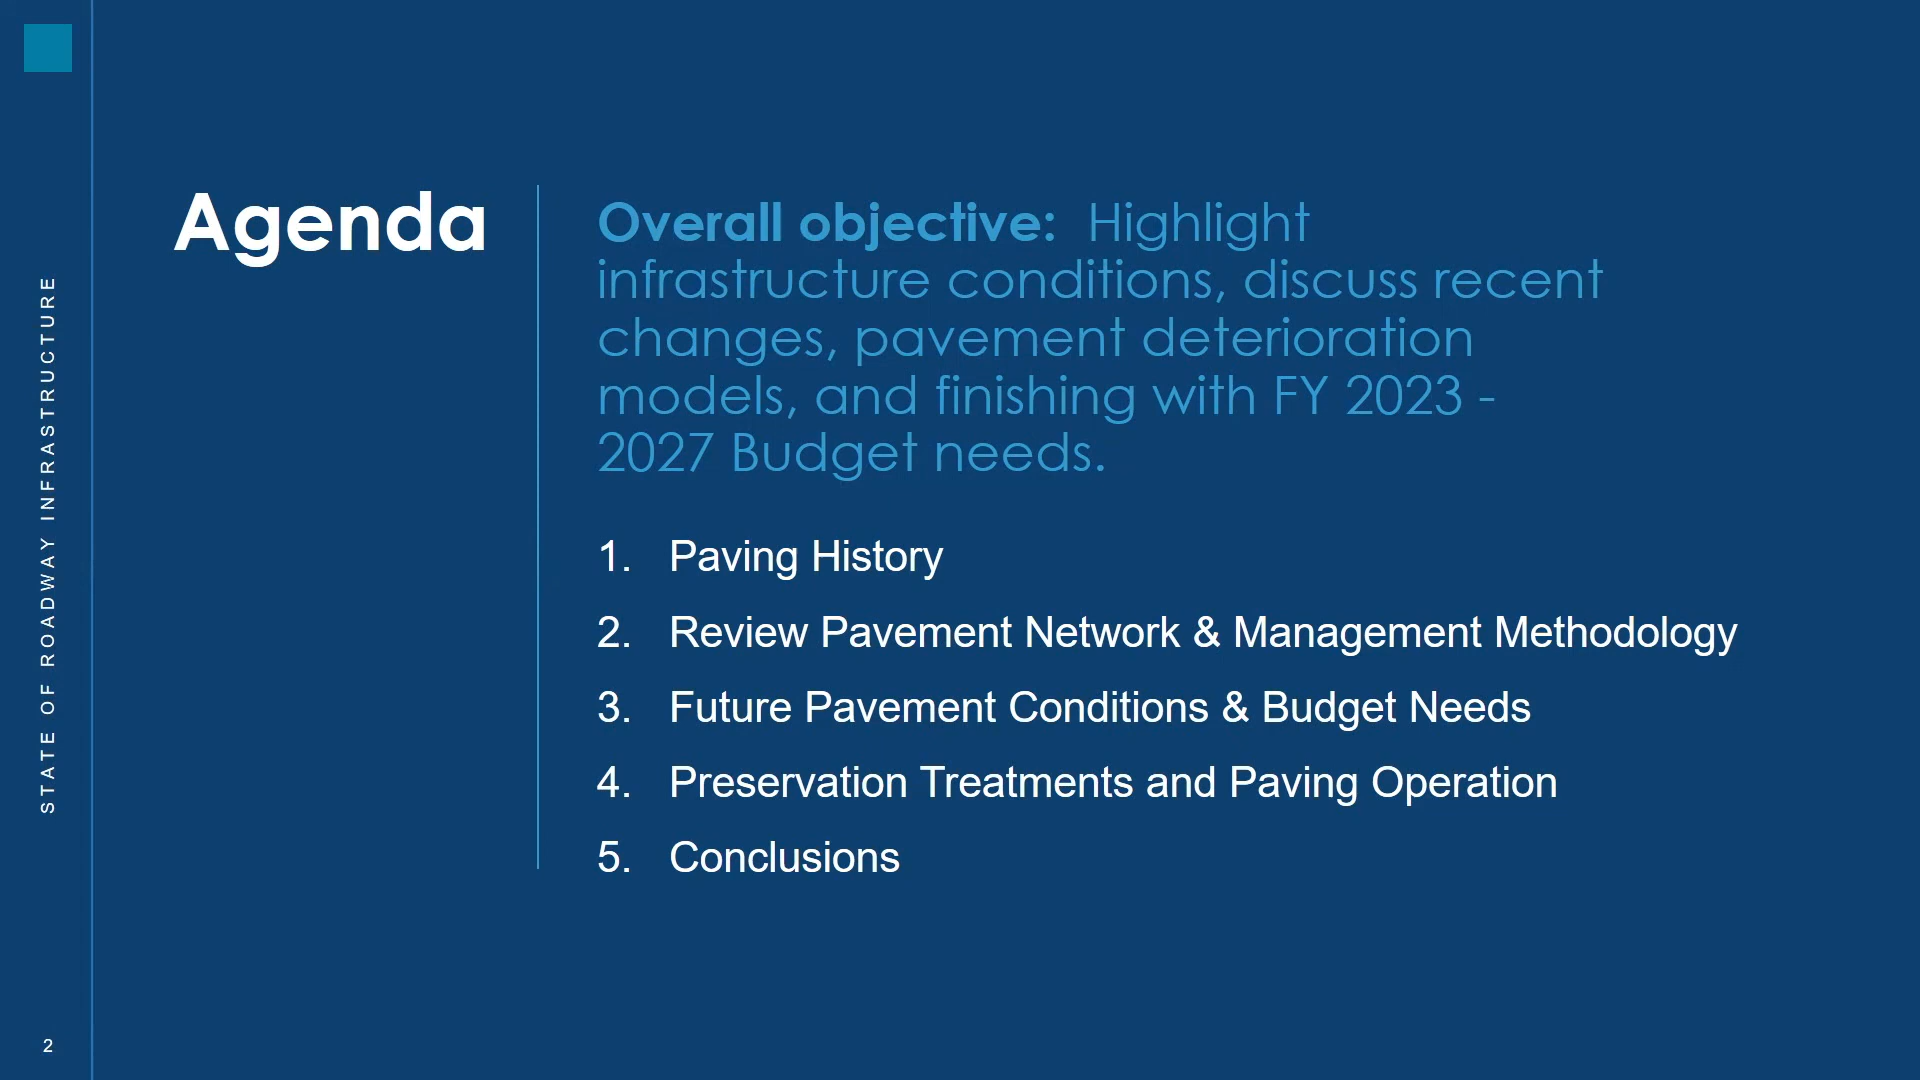 STATE OF ROADWAY INFRASTRUCTURE
Agenda
Overall objective:  Highlight
infrastructure conditions, discuss recent
changes, pavement deterioration
models, and finishing with FY 2023 -
2027 Budget needs.
1. Paving History
2. Review Pavement Network & Management Methodology
3. Future Pavement Conditions & Budget Needs
4. Preservation Treatments and Paving Operation
5. Conclusions
2